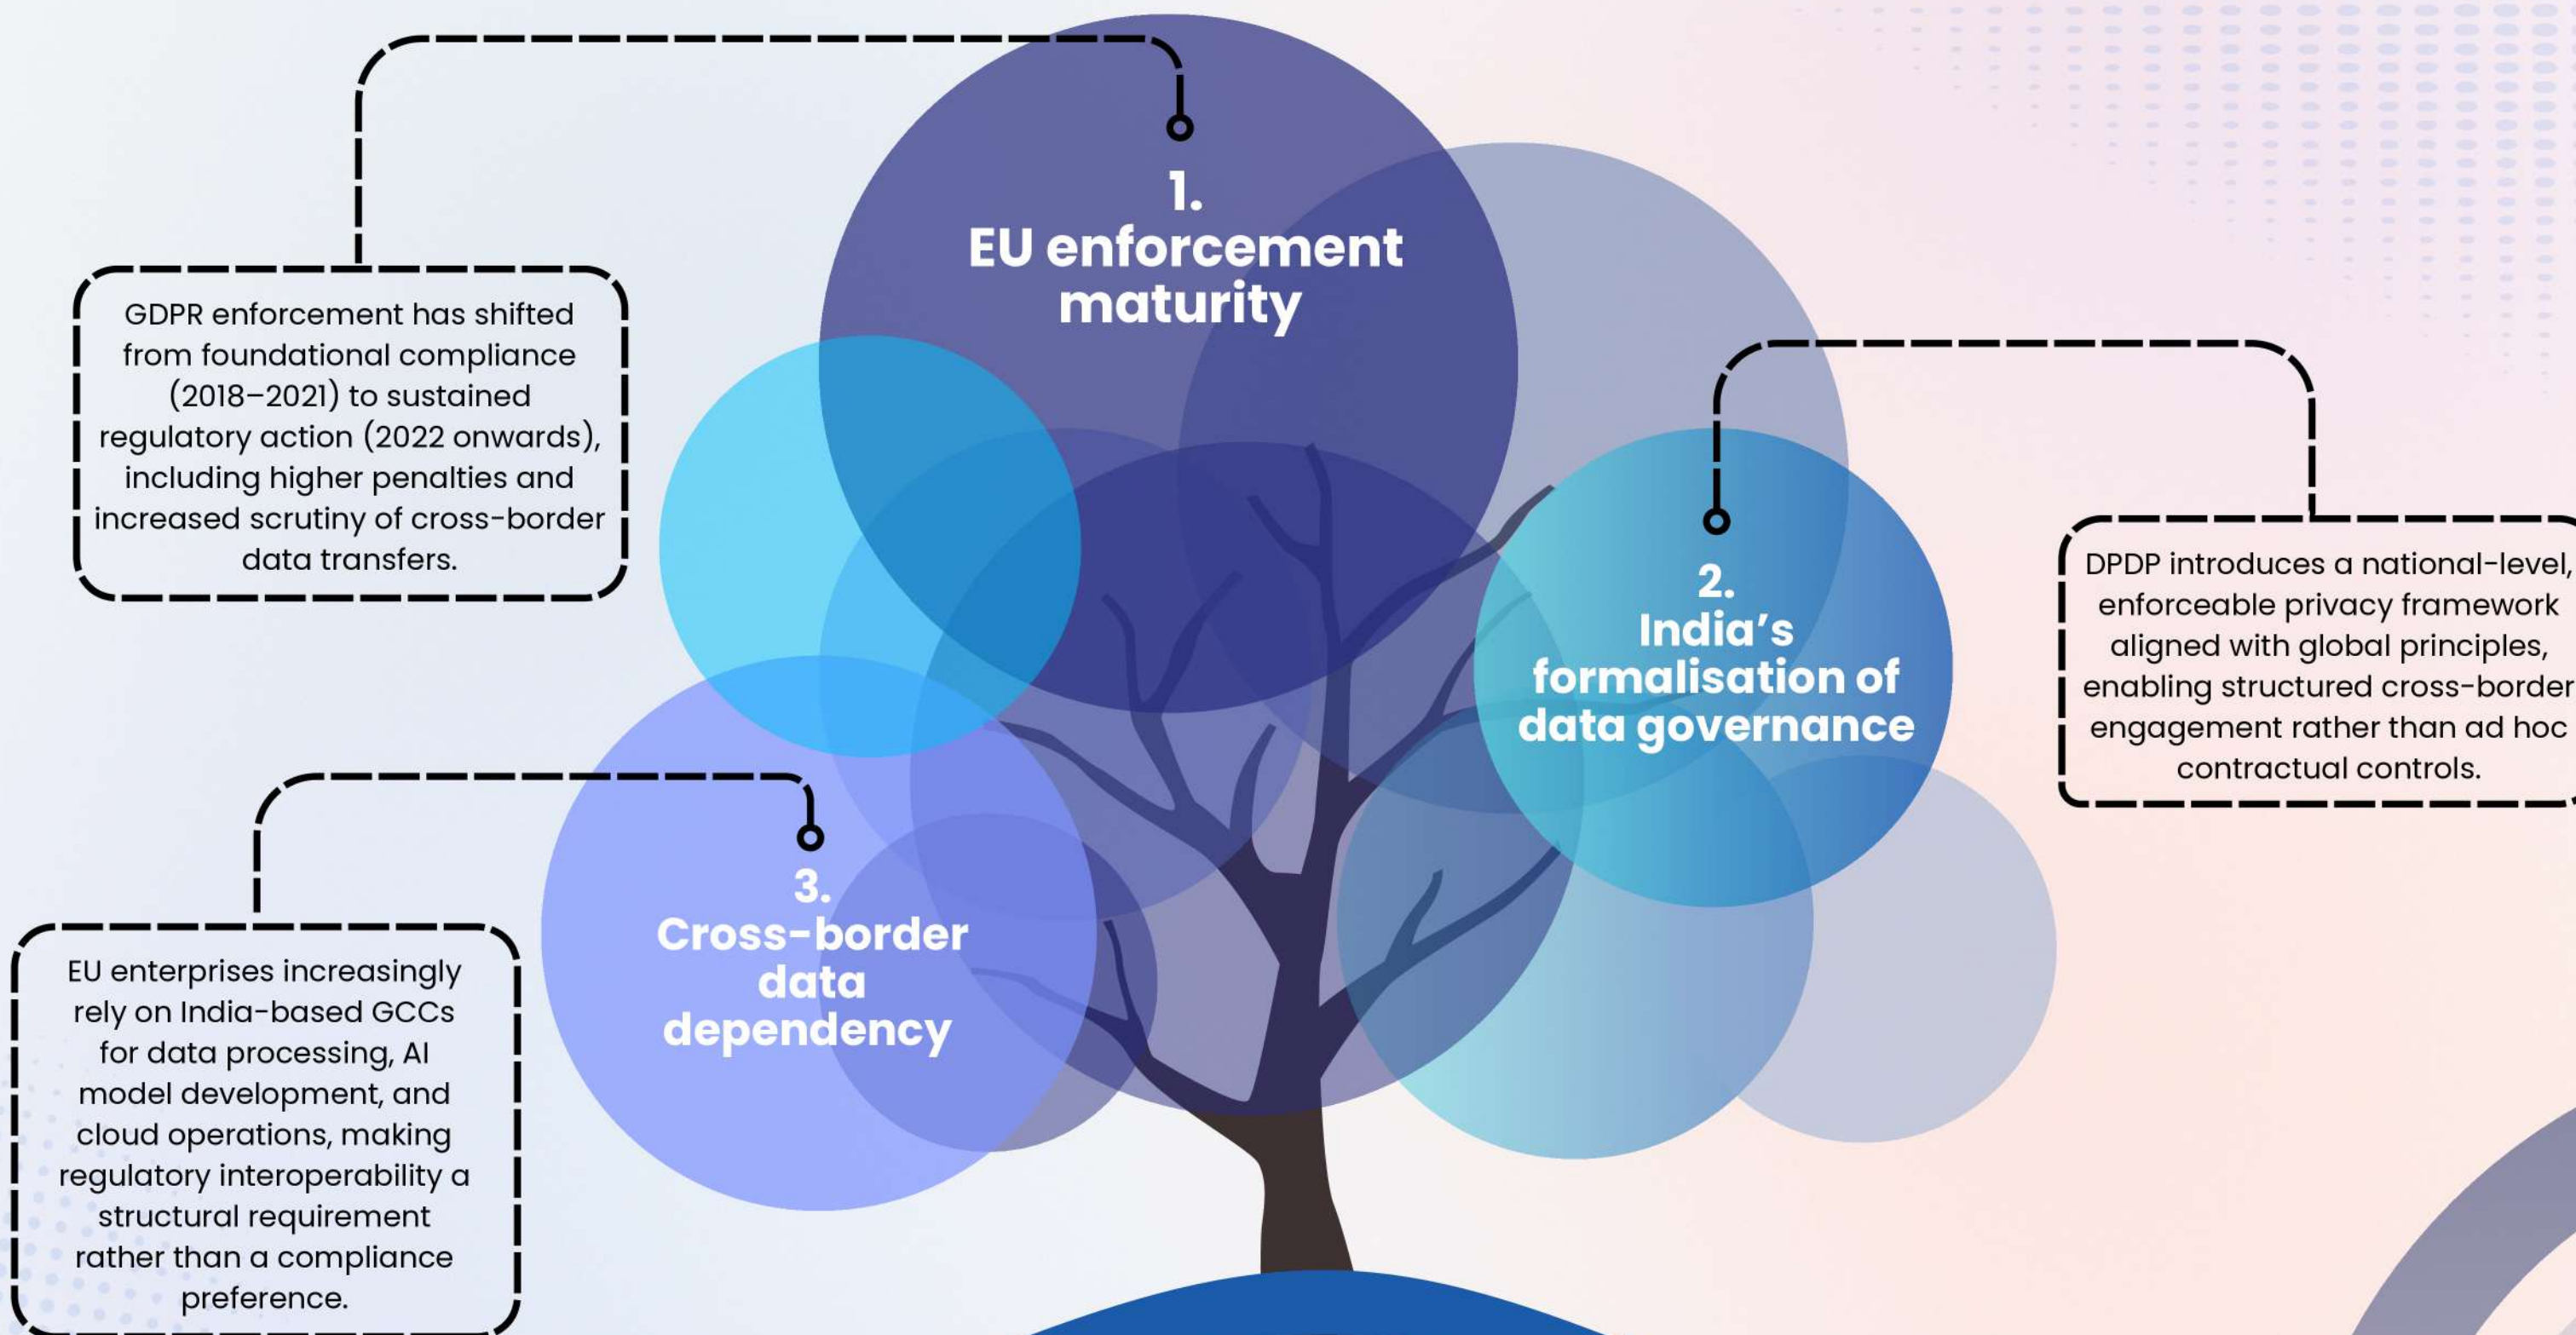 1.
EU enforcement
maturity
GDPR enforcement has shifted
from foundational compliance
(2018–2021) to sustained
regulatory action (2022 onwards),
including higher penalties and
increased scrutiny of cross-border
data transfers.
2.
India’s
formalisation of
data governance
DPDP introduces a national-level,
enforceable privacy framework
aligned with global principles,
enabling structured cross-border
engagement rather than ad hoc
contractual controls.
3.
Cross-border
data
dependency
EU enterprises increasingly
rely on India-based GCCs
for data processing, AI
model development, and
cloud operations, making
regulatory interoperability a
structural requirement
rather than a compliance
preference.